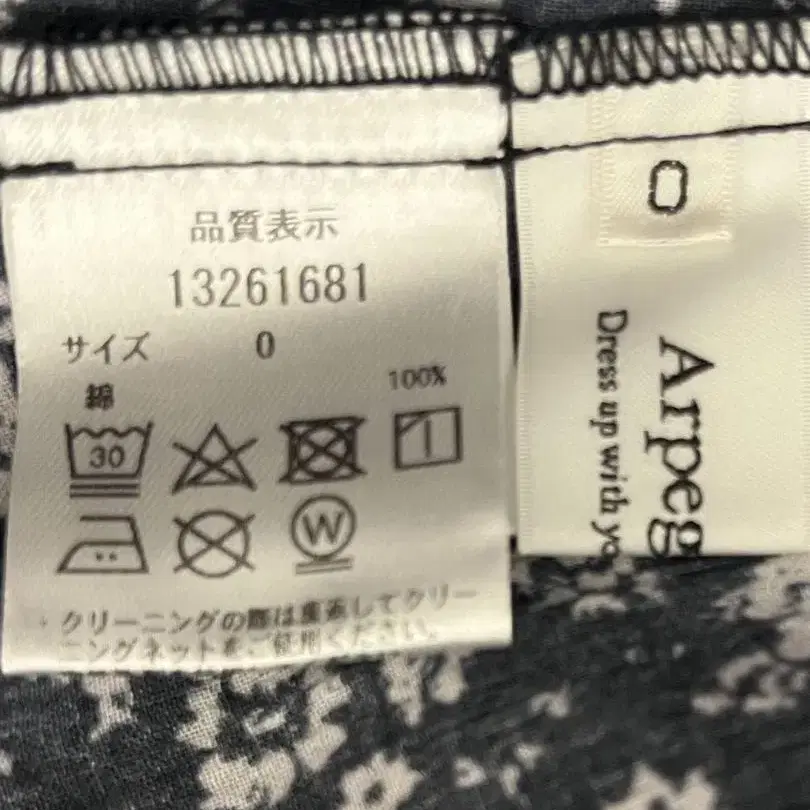 品質表示
13261681
サイズ 0
綿 100%
30
W
・クリーニングの際は裏返してクリー
ニングネットをご使用ください。
0
Arpeg
Dress up with yo